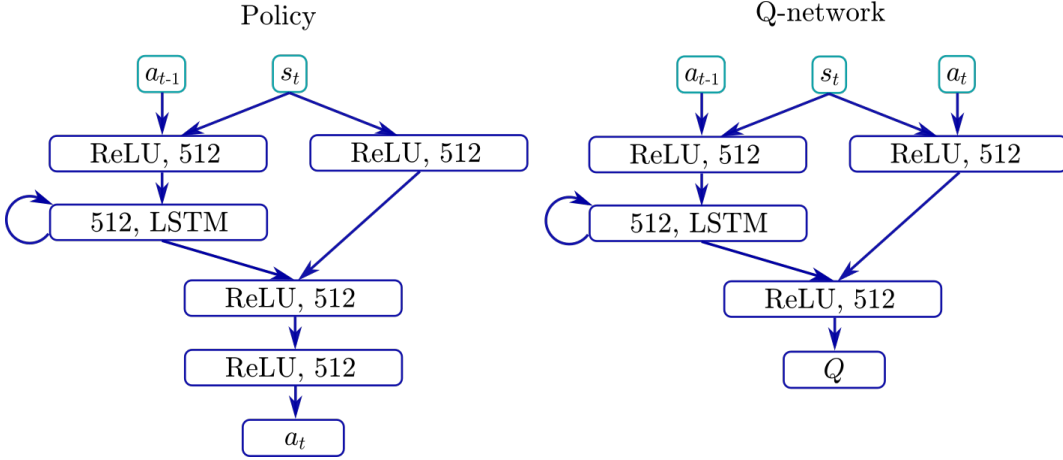 Policy
Q-network
a_{t-1}
s_t
a_{t-1}
s_t
a_t
ReLU, 512
ReLU, 512
ReLU, 512
ReLU, 512
512, LSTM
512, LSTM
ReLU, 512
ReLU, 512
ReLU, 512
Q
a_t